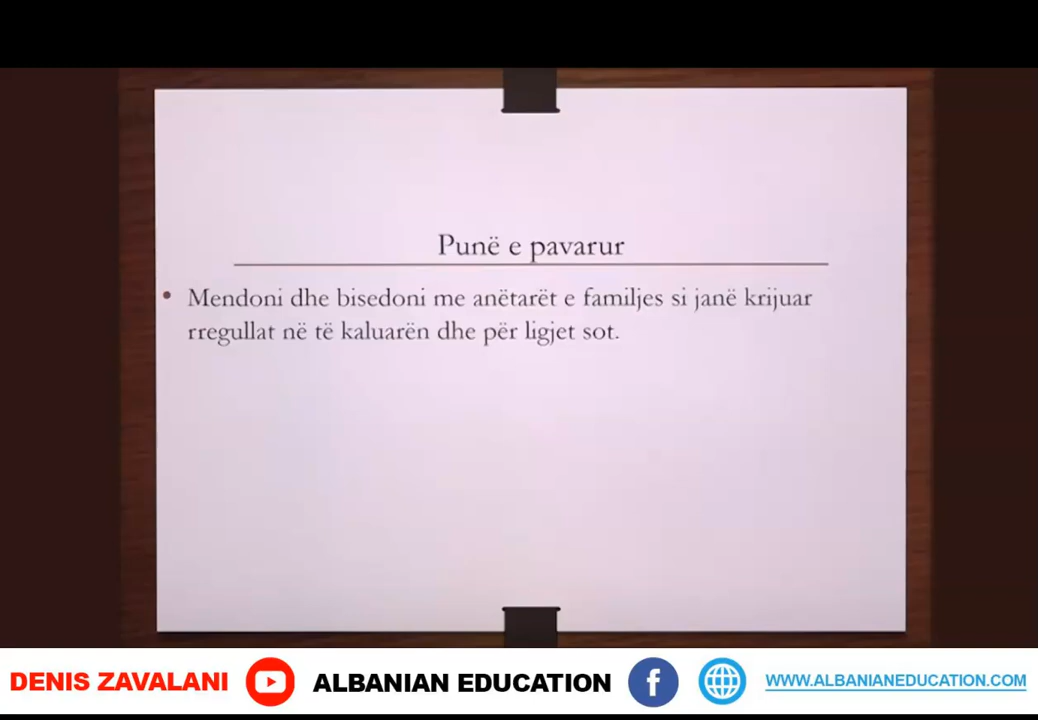 Punë e pavarur
• Mendoni dhe bisedoni me anëtarët e familjes si janë krijuar
rregullat në të kaluarën dhe për ligjet sot.
DENIS ZAVALANI ALBANIAN EDUCATION f WWW.ALBANIANEDUCATION.COM